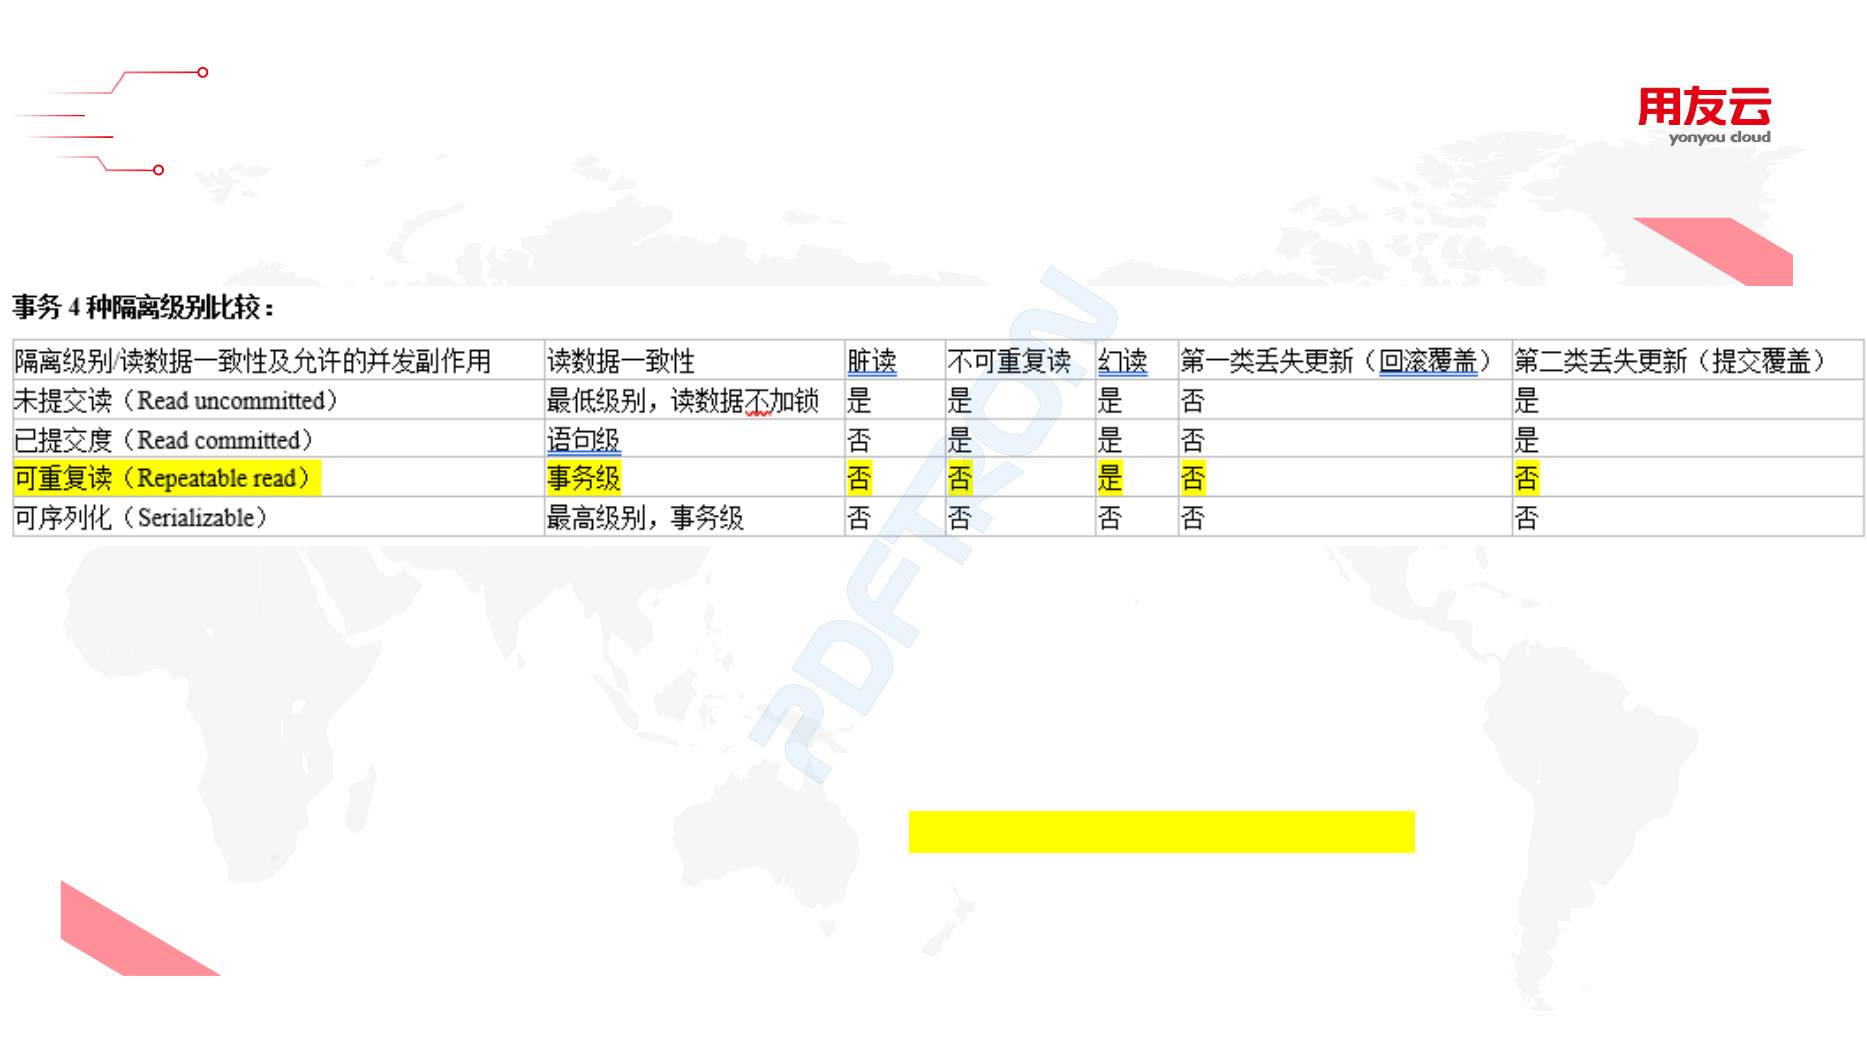 用友云
yonyou cloud
事务 4 种隔离级别比较：
隔离级别/读数据一致性及允许的并发副作用 读数据一致性 脏读 不可重复读 幻读 第一类丢失更新（回滚覆盖） 第二类丢失更新（提交覆盖）
未提交读（Read uncommitted） 最低级别，读数据不加锁 是 是 是 否 是
已提交度（Read committed） 语句级 否 是 是 否 是
可重复读（Repeatable read） 事务级 否 否 是 否 否
可序列化（Serializable） 最高级别，事务级 否 否 否 否 否
PDFTRON